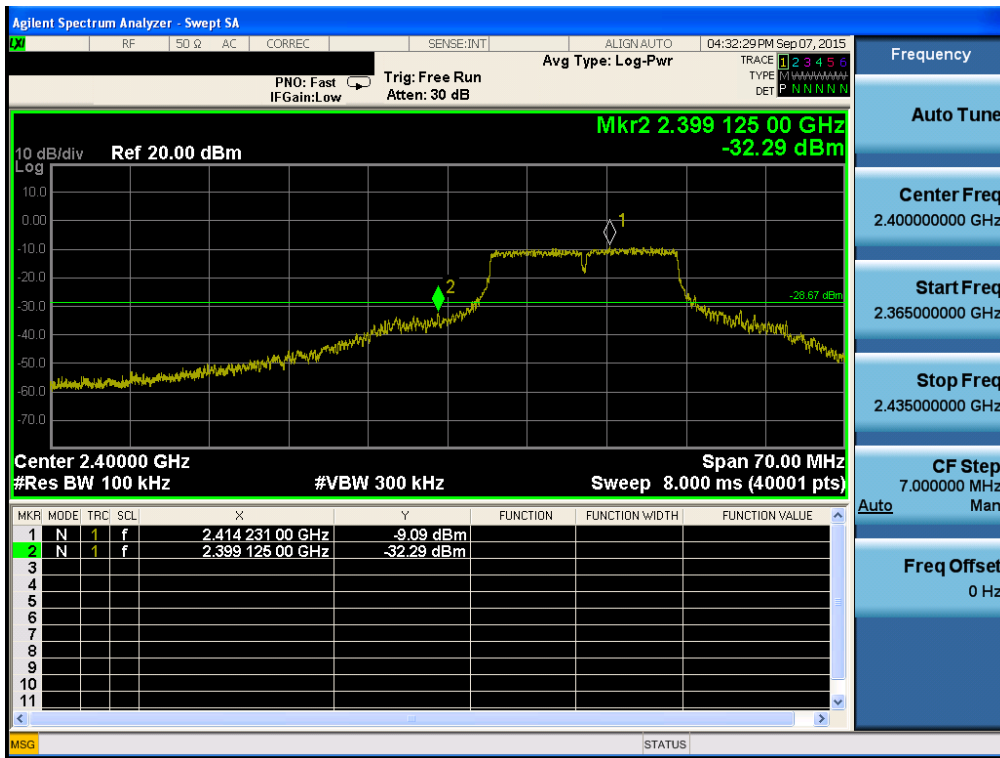 Agilent Spectrum Analyzer - Swept SA
LXI RF 50 Ω AC CORREC SENSE:INT ALIGNAUTO 04:32:29 PM Sep 07, 2015
PNO: Fast IFGain:Low Trig: Free Run Atten: 30 dB Avg Type: Log-Pwr
TRACE 1 2 3 4 5 6
TYPE M WWWWW
DET P N N N N N
Mkr2 2.399 125 00 GHz
-32.29 dBm
10 dB/div Ref 20.00 dBm
Log
10.0
0.00
-10.0
-20.0
-30.0
-40.0
-50.0
-60.0
-70.0
1
2
-28.67 dBm
Center 2.40000 GHz Span 70.00 MHz
#Res BW 100 kHz #VBW 300 kHz Sweep 8.000 ms (40001 pts)
MKR MODE TRC SCL X Y FUNCTION FUNCTION WIDTH FUNCTION VALUE
1 N 1 f 2.414 231 00 GHz -9.09 dBm
2 N 1 f 2.399 125 00 GHz -32.29 dBm
3
4
5
6
7
8
9
10
11
MSG STATUS
Frequency
Auto Tune
Center Freq
2.400000000 GHz
Start Freq
2.365000000 GHz
Stop Freq
2.435000000 GHz
CF Step
7.000000 MHz
Auto Man
Freq Offset
0 Hz